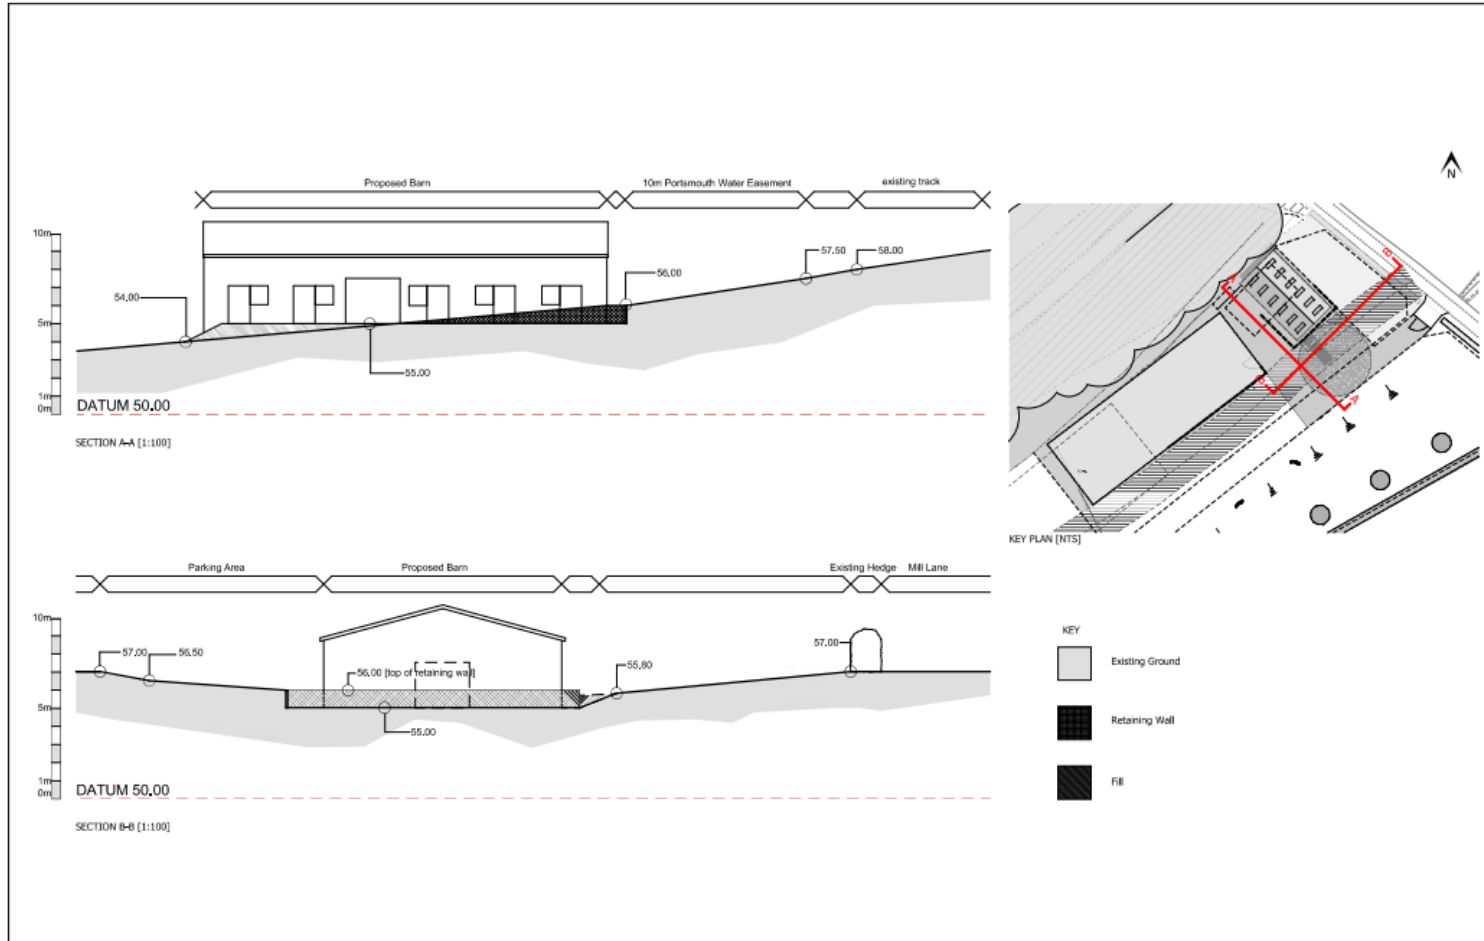 Proposed Barn
10m Portsmouth Water Easement
existing track
N
10m
57.50
58.00
56.00
54.00
5m
55.00
1m
0m
DATUM 50.00
SECTION A-A [1:100]
A
B
B
A
KEY PLAN [NTS]
Parking Area
Proposed Barn
Existing Hedge
Mill Lane
10m
57.00
56.50
57.00
55.80
56.00 [top of retaining wall]
5m
55.00
1m
0m
DATUM 50.00
SECTION B-B [1:100]
KEY
Existing Ground
Retaining Wall
Fill